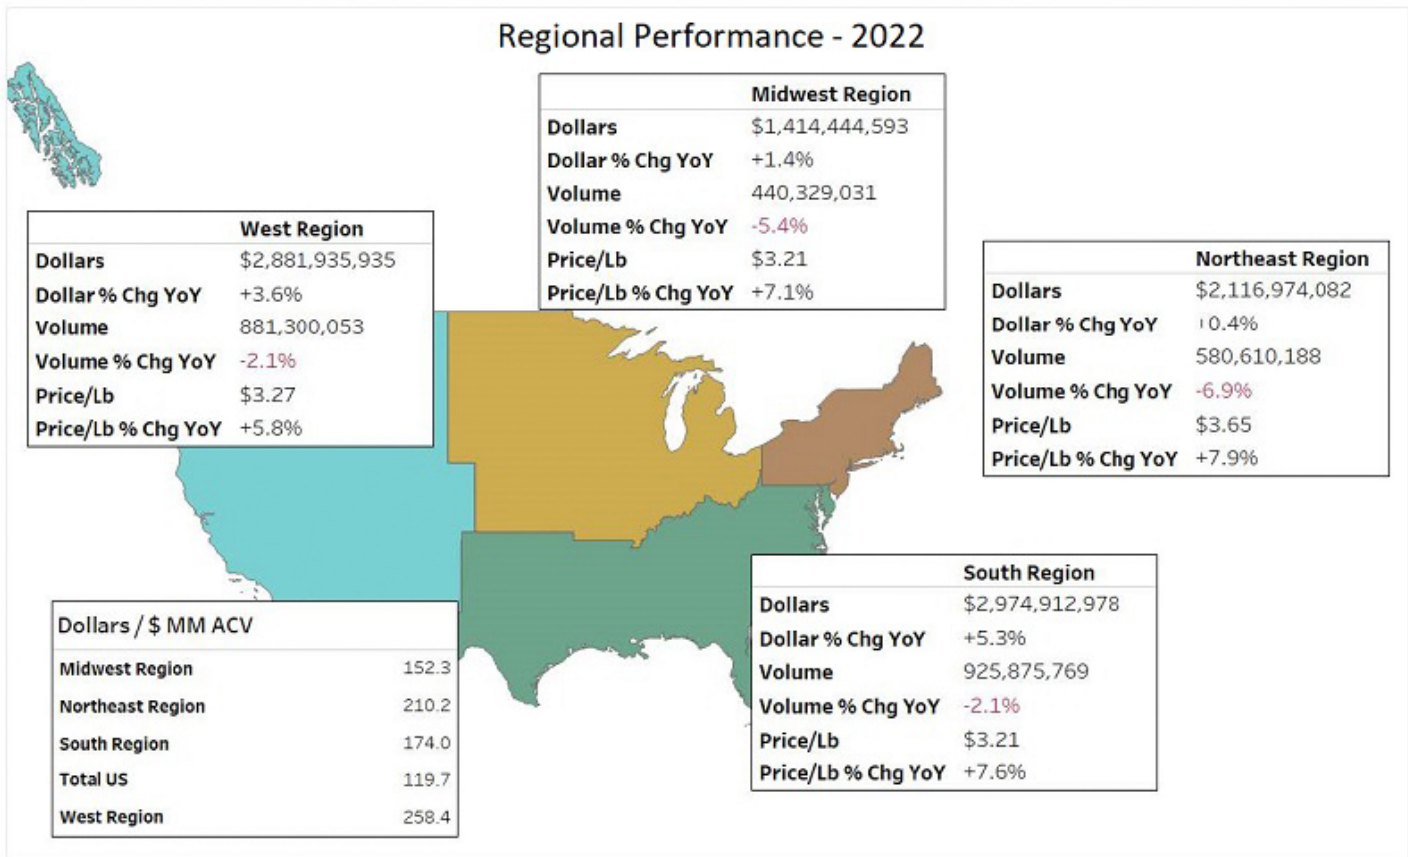 Regional Performance - 2022
Midwest Region
Dollars $1,414,444,593
Dollar % Chg YoY +1.4%
Volume 440,329,031
Volume % Chg YoY -5.4%
Price/Lb $3.21
Price/Lb % Chg YoY +7.1%
West Region
Dollars $2,881,935,935
Dollar % Chg YoY +3.6%
Volume 881,300,053
Volume % Chg YoY -2.1%
Price/Lb $3.27
Price/Lb % Chg YoY +5.8%
Northeast Region
Dollars $2,116,974,082
Dollar % Chg YoY 0.4%
Volume 580,610,188
Volume % Chg YoY -6.9%
Price/Lb $3.65
Price/Lb % Chg YoY +7.9%
South Region
Dollars $2,974,912,978
Dollar % Chg YoY +5.3%
Volume 925,875,769
Volume % Chg YoY -2.1%
Price/Lb $3.21
Price/Lb % Chg YoY +7.6%
Dollars / $ MM ACV
Midwest Region 152.3
Northeast Region 210.2
South Region 174.0
Total US 119.7
West Region 258.4